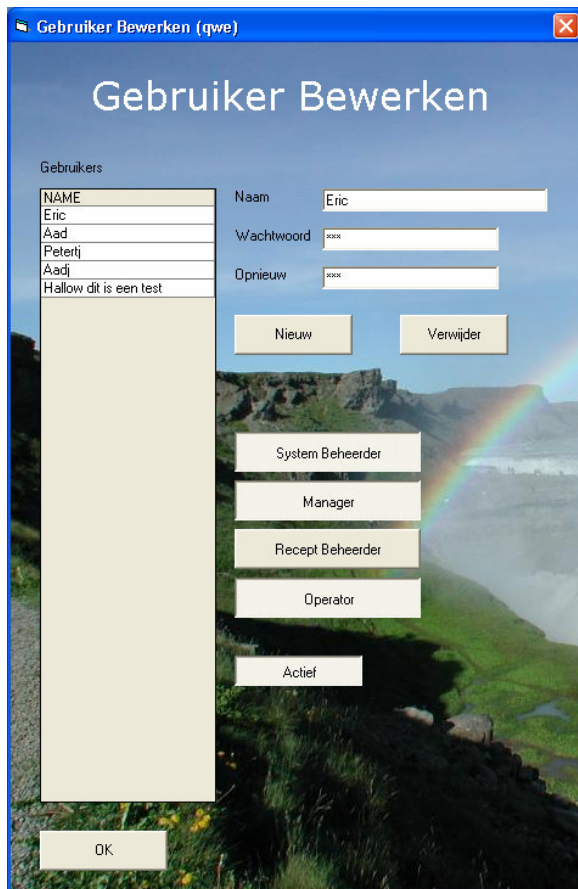 Gebruiker Bewerken (qwe)
Gebruiker Bewerken
Gebruikers
NAME
Eric
Aad
Petertj
Aadj
Hallow dit is een test
Naam Eric
Wachtwoord ***
Opnieuw ***
Nieuw Verwijder
System Beheerder
Manager
Recept Beheerder
Operator
Actief
OK